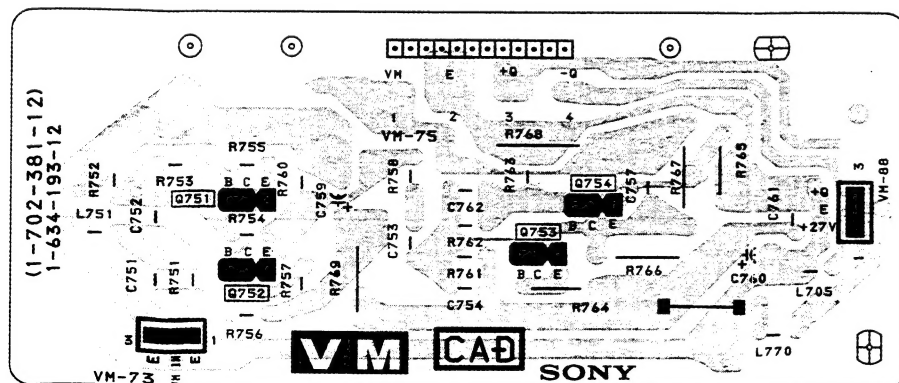 (1-702-381-12)
1-634-193-12
VM E +Q -Q
1 2 3 4
VM-75
R768
R755
R752
R753
R760
R758
R763
R767
R765
3
VM-88
Q751
B C E
C759
+
Q754
C757
L751
C752
R754
C762
B C E
C761
+Q
E
+27V
C753
R762
Q753
1
C751
R751
Q752
B C E
R757
R769
R761
B C E
R766
+
C760
L705
C754
R764
R756
3 1
E E
VM-73
VM
CAD
SONY
L770